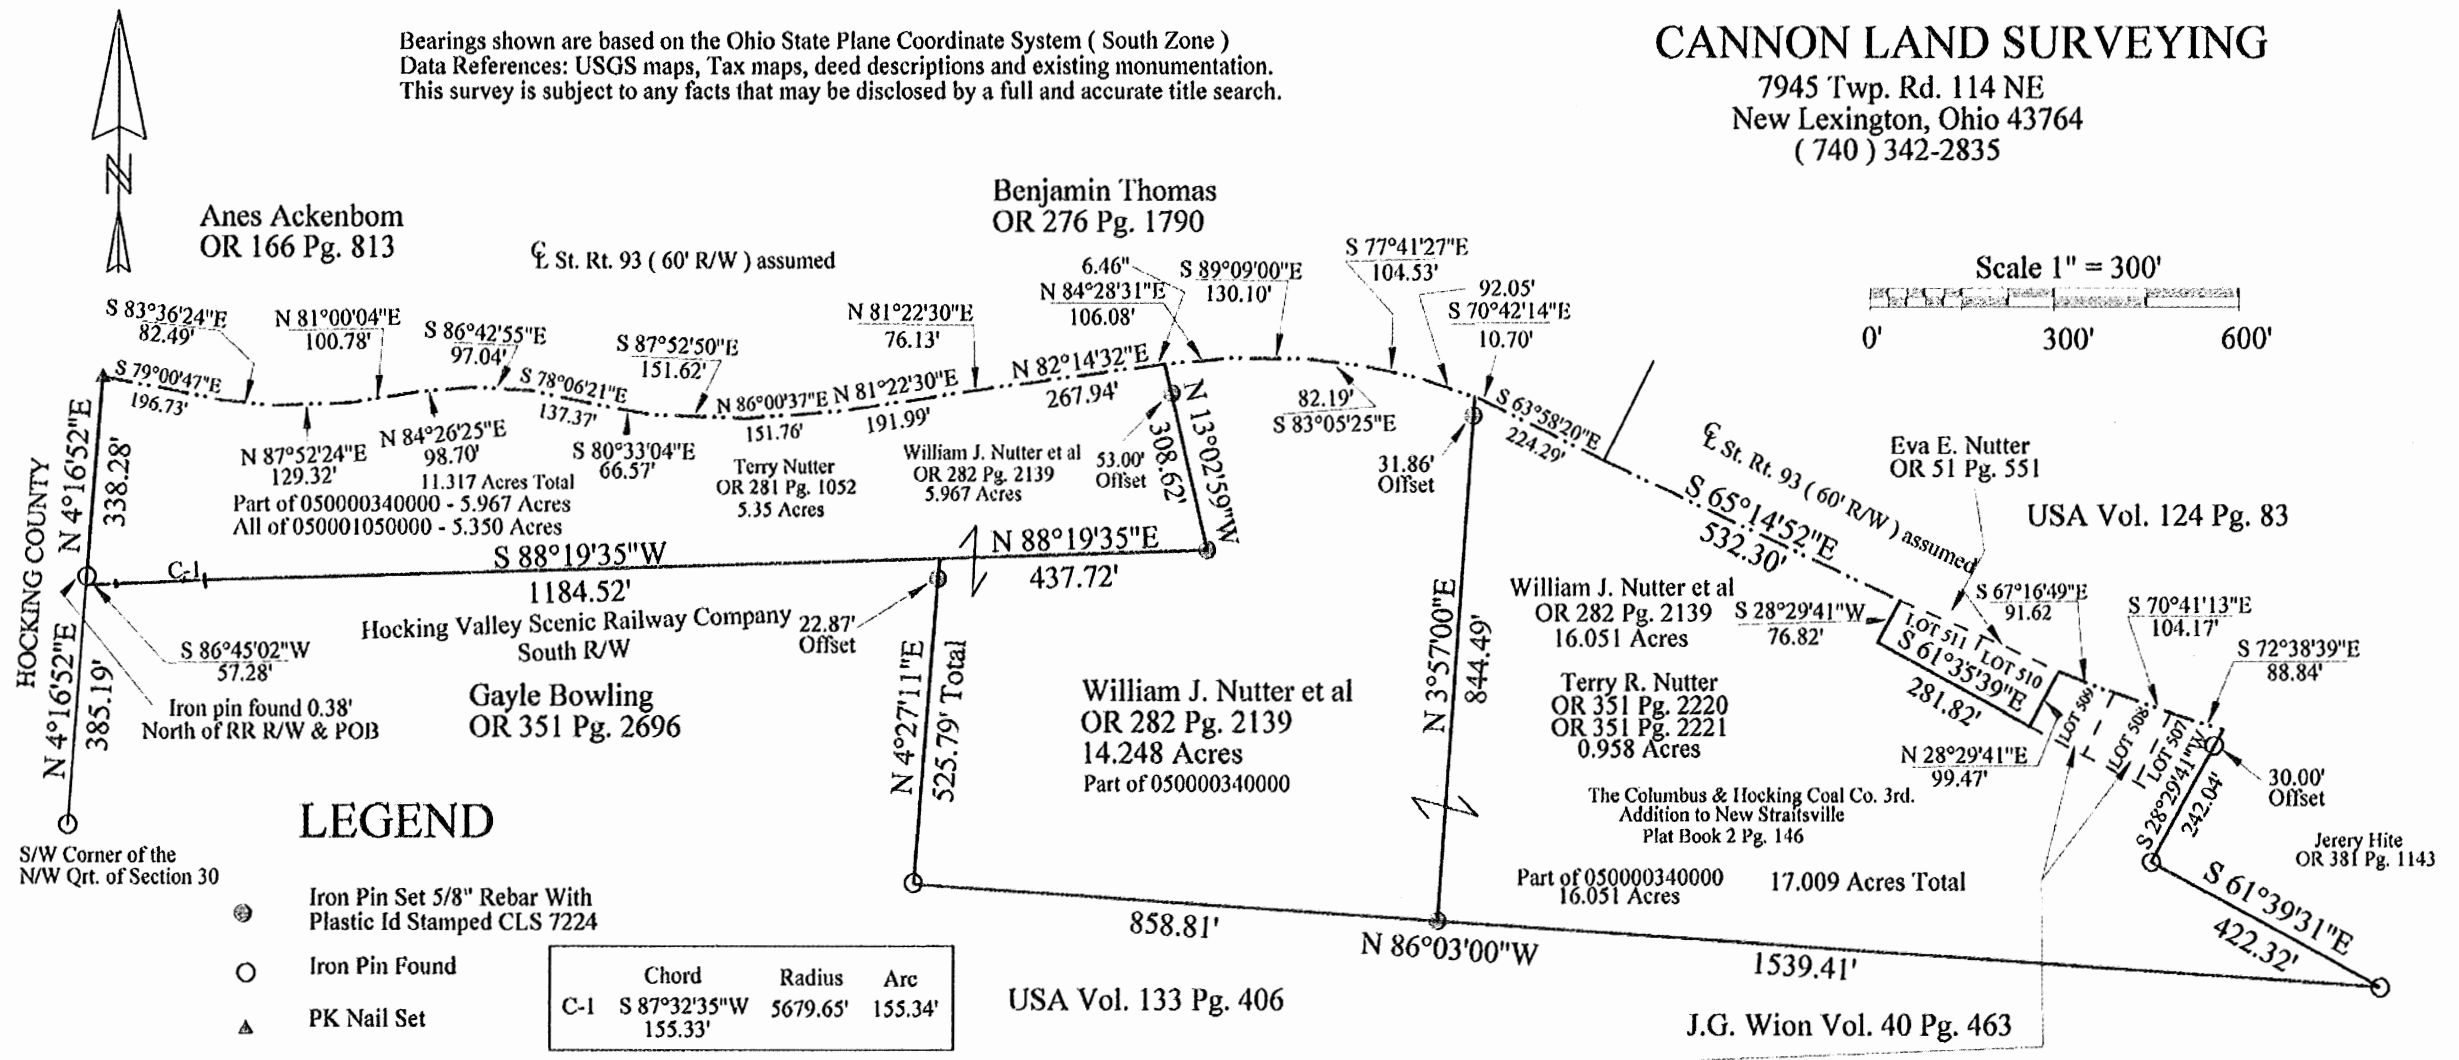 Bearings shown are based on the Ohio State Plane Coordinate System ( South Zone )
Data References: USGS maps, Tax maps, deed descriptions and existing monumentation.
This survey is subject to any facts that may be disclosed by a full and accurate title search.
CANNON LAND SURVEYING
7945 Twp. Rd. 114 NE
New Lexington, Ohio 43764
( 740 ) 342-2835
N
Anes Ackenbom
OR 166 Pg. 813
℄ St. Rt. 93 ( 60' R/W ) assumed
Benjamin Thomas
OR 276 Pg. 1790
Scale 1" = 300'
0' 300' 600'
S 83°36'24"E
82.49'
N 81°00'04"E
100.78'
S 86°42'55"E
97.04'
S 87°52'50"E
151.62'
N 81°22'30"E
76.13'
6.46"
N 84°28'31"E
106.08'
S 89°09'00"E
130.10'
S 77°41'27"E
104.53'
92.05'
S 70°42'14"E
10.70'
S 79°00'47"E
196.73'
S 78°06'21"E
137.37'
N 86°00'37"E
151.76'
N 81°22'30"E
191.99'
N 82°14'32"E
267.94'
82.19'
S 83°05'25"E
S 63°58'20"E
224.29'
N 87°52'24"E
129.32'
N 84°26'25"E
98.70'
S 80°33'04"E
66.57'
11.317 Acres Total
Part of 050000340000 - 5.967 Acres
All of 050001050000 - 5.350 Acres
Terry Nutter
OR 281 Pg. 1052
5.35 Acres
William J. Nutter et al
OR 282 Pg. 2139
5.967 Acres
53.00'
Offset
N 13°02'59"W
308.62'
31.86'
Offset
HOCKING COUNTY
N 4°16'52"E
338.28'
C-1
S 88°19'35"W
1184.52'
N 88°19'35"E
437.72'
Hocking Valley Scenic Railway Company
South R/W
22.87'
Offset
S 86°45'02"W
57.28'
N 4°16'52"E
385.19'
Iron pin found 0.38'
North of RR R/W & POB
Gayle Bowling
OR 351 Pg. 2696
N 4°27'11"E
525.79' Total
William J. Nutter et al
OR 282 Pg. 2139
14.248 Acres
Part of 050000340000
N 3°57'00"E
844.49'
℄ St. Rt. 93 ( 60' R/W ) assumed
S 65°14'52"E
532.30'
Eva E. Nutter
OR 51 Pg. 551
USA Vol. 124 Pg. 83
William J. Nutter et al
OR 282 Pg. 2139
16.051 Acres
S 28°29'41"W
76.82'
LOT 511
LOT 510
S 61°35'39"E
281.82'
S 67°16'49"E
91.62
S 70°41'13"E
104.17'
S 72°38'39"E
88.84'
LOT 509
LOT 508
LOT 507
Terry R. Nutter
OR 351 Pg. 2220
OR 351 Pg. 2221
0.958 Acres
N 28°29'41"E
99.47'
S 28°29'41"W
242.04'
30.00'
Offset
The Columbus & Hocking Coal Co. 3rd.
Addition to New Straitsville
Plat Book 2 Pg. 146
Jerery Hite
OR 381 Pg. 1143
Part of 050000340000
16.051 Acres
17.009 Acres Total
S 61°39'31"E
422.32'
858.81'
N 86°03'00"W
1539.41'
USA Vol. 133 Pg. 406
J.G. Wion Vol. 40 Pg. 463
S/W Corner of the
N/W Qrt. of Section 30
LEGEND
Iron Pin Set 5/8" Rebar With
Plastic Id Stamped CLS 7224
Iron Pin Found
PK Nail Set
Chord Radius Arc
C-1 S 87°32'35"W 5679.65' 155.34'
155.33'